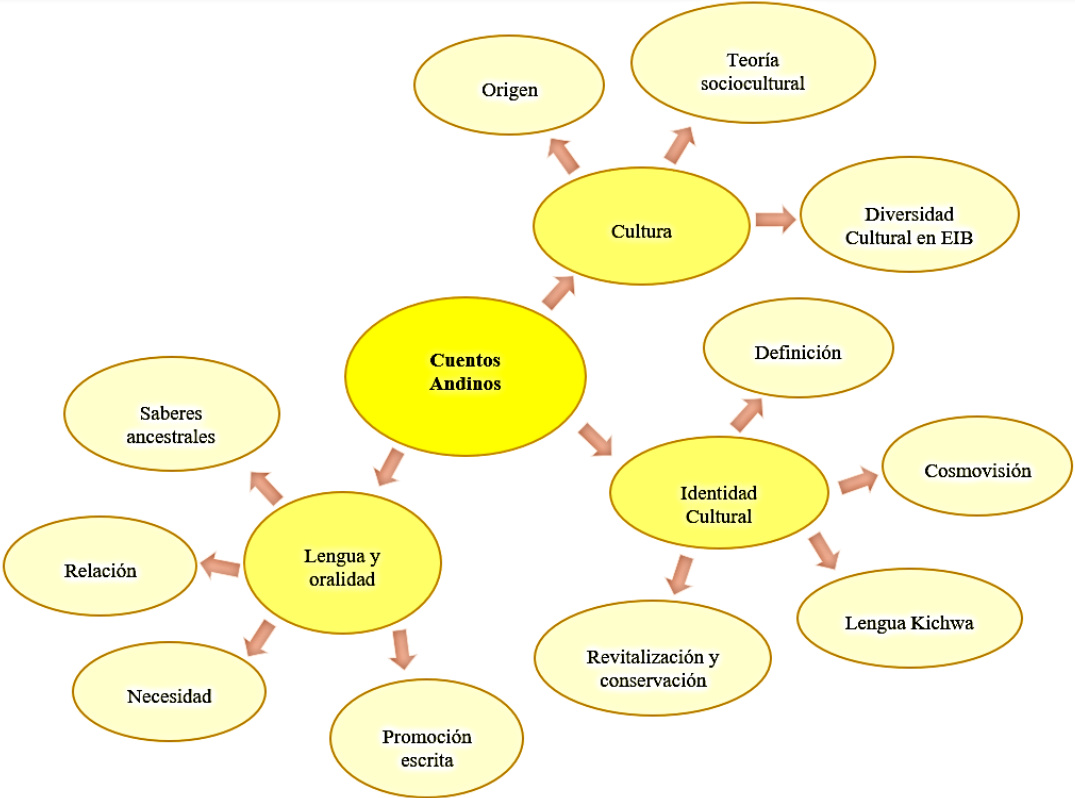 Teoría
sociocultural
Origen
Diversidad
Cultural en EIB
Cultura
Definición
Cuentos
Andinos
Saberes
ancestrales
Cosmovisión
Identidad
Cultural
Lengua y
oralidad
Relación
Lengua Kichwa
Revitalización y
conservación
Necesidad
Promoción
escrita